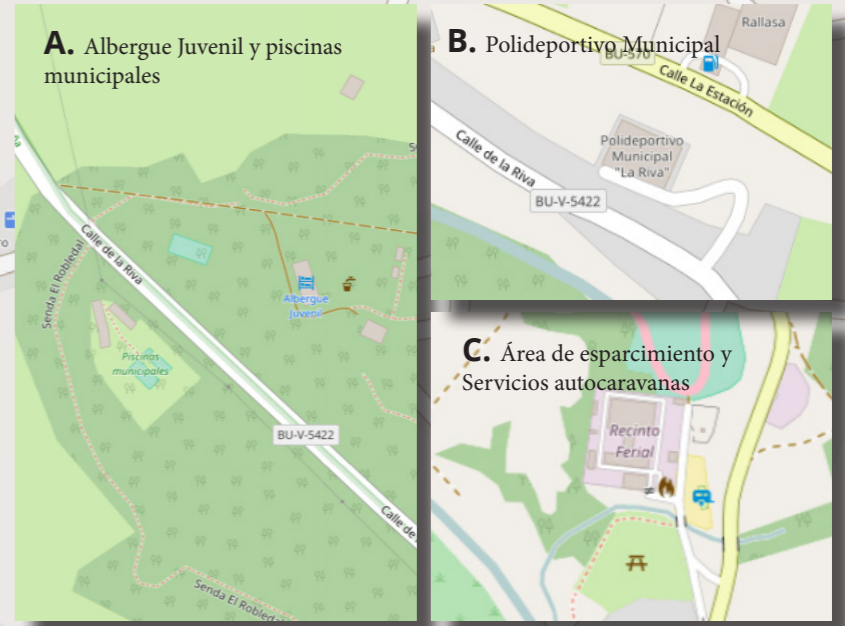 A. Albergue Juvenil y piscinas
municipales
Calle de la Riva
Senda El Robledal
Albergue
Juvenil
Piscinas
municipales
BU-V-5422
Calle de
Senda El Robledal
B. Polideportivo Municipal
Rallasa
BU-570
Calle La Estación
Polideportivo
Municipal
"La Riva"
Calle de la Riva
BU-V-5422
C. Área de esparcimiento y
Servicios autocaravanas
Recinto
Ferial